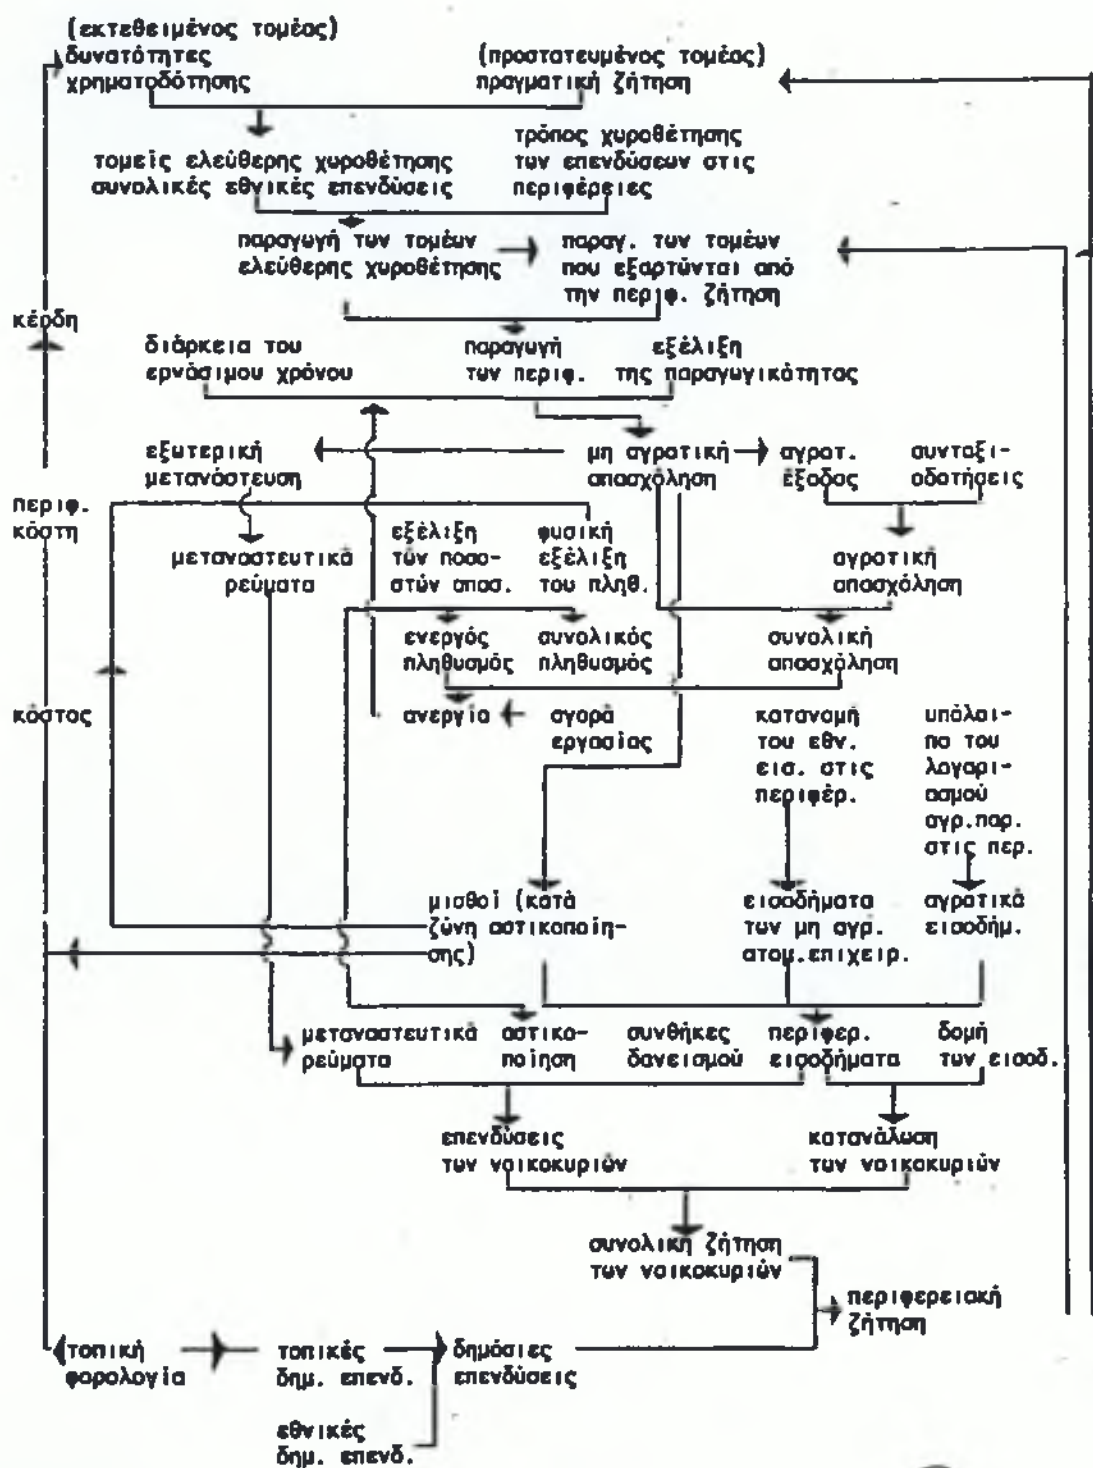 (εκτεθειμένος τομέας)
δυνατότητες
χρηματοδότησης
(προστατευμένος τομέας)
πραγματική ζήτηση
τομείς ελεύθερης χωροθέτησης
συνολικές εθνικές επενδύσεις
τρόπος χωροθέτησης
των επενδύσεων στις
περιφέρειες
παραγωγή των τομέων
ελεύθερης χωροθέτησης
παραγ. των τομέων
που εξαρτώνται από
την περιφ. ζήτηση
κέρδη
διάρκεια του
εργάσιμου χρόνου
παραγωγή
των περιφ.
εξέλιξη
της παραγωγικότητας
εξωτερική
μετανάστευση
μη αγροτική
απασχόληση
αγροτ.
έξοδος
συνταξι-
οδοτήσεις
περιφ.
κόστη
μεταναστευτικά
ρεύματα
εξέλιξη
των ποσο-
στών απασ.
φυσική
εξέλιξη
του πληθ.
αγροτική
απασχόληση
ενεργός
πληθυσμός
συνολικός
πληθυσμός
συνολική
απασχόληση
κόστος
ανεργία
αγορά
εργασίας
κατανομή
του εθν.
εισ. στις
περιφέρ.
υπόλοι-
πο του
λογαρι-
ασμού
αγρ.παρ.
στις περ.
μισθοί (κατά
ζώνη αστικοποίη-
σης)
εισοδήματα
των μη αγρ.
ατομ.επιχειρ.
αγροτικά
εισοδήμ.
μεταναστευτικά
ρεύματα
αστικο-
ποίηση
συνθήκες
δανεισμού
περιφερ.
εισοδήματα
δομή
των εισοδ.
επενδύσεις
των νοικοκυριών
κατανάλωση
των νοικοκυριών
συνολική ζήτηση
των νοικοκυριών
περιφερειακή
ζήτηση
τοπική
φορολογία
τοπικές
δημ. επενδ.
δημόσιες
επενδύσεις
εθνικές
δημ. επενδ.